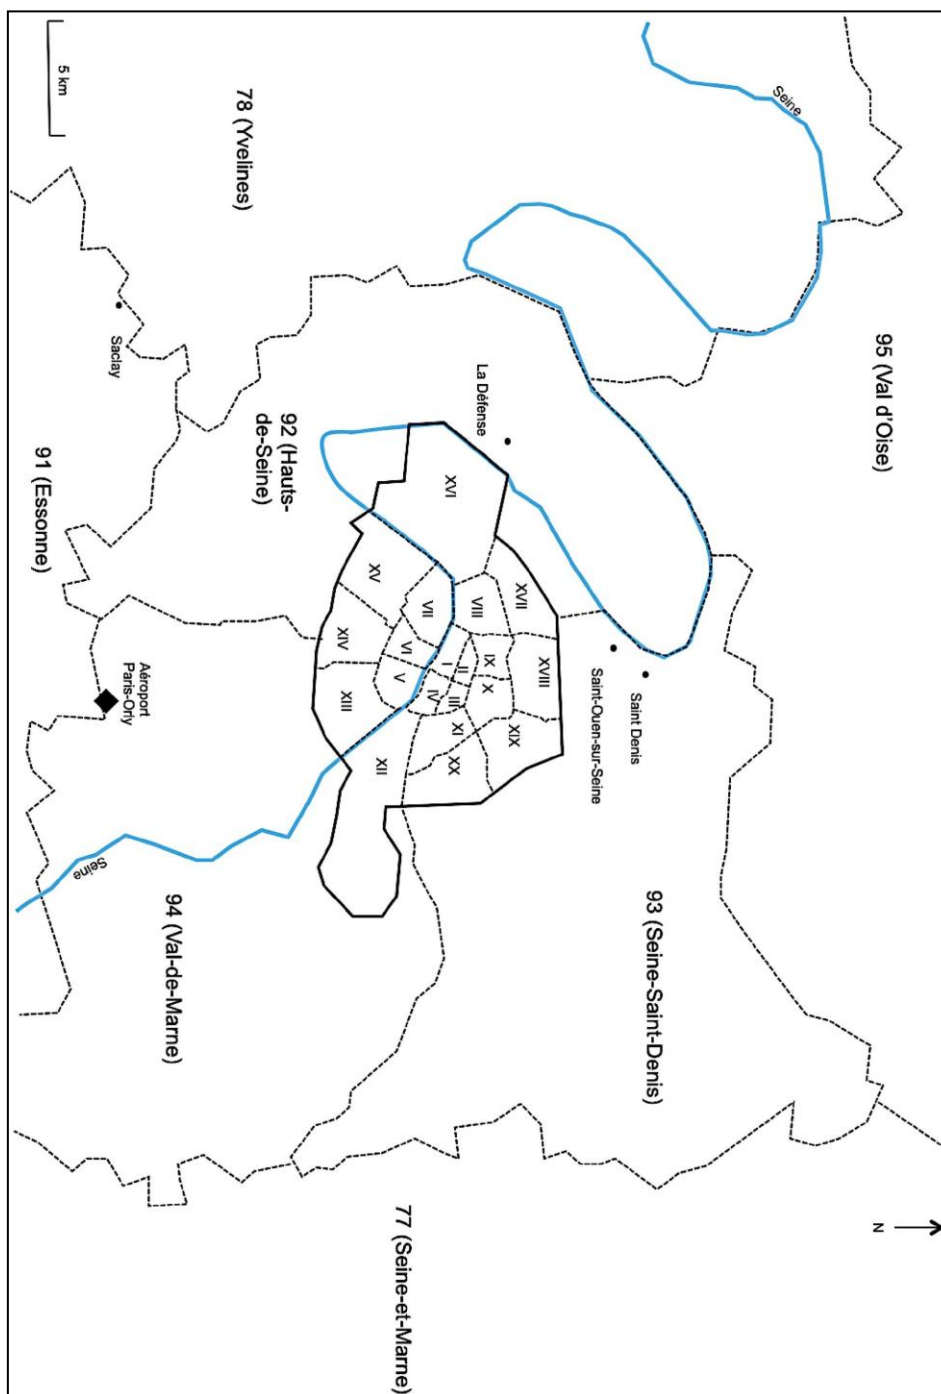 95 (Val d'Oise)
Seine
N
78 (Yvelines)
5 km
La Défense
Saint Denis
Saint-Ouen-sur-Seine
93 (Seine-Saint-Denis)
92 (Hauts-
de-Seine)
XVII
XVIII
XIX
XVI
VIII
IX
X
II
III
I
XI
XX
VII
IV
VI
V
XV
XIV
XIII
XII
77 (Seine-et-Marne)
Saclay
91 (Essonne)
Aéroport
Paris-Orly
94 (Val-de-Marne)
Seine